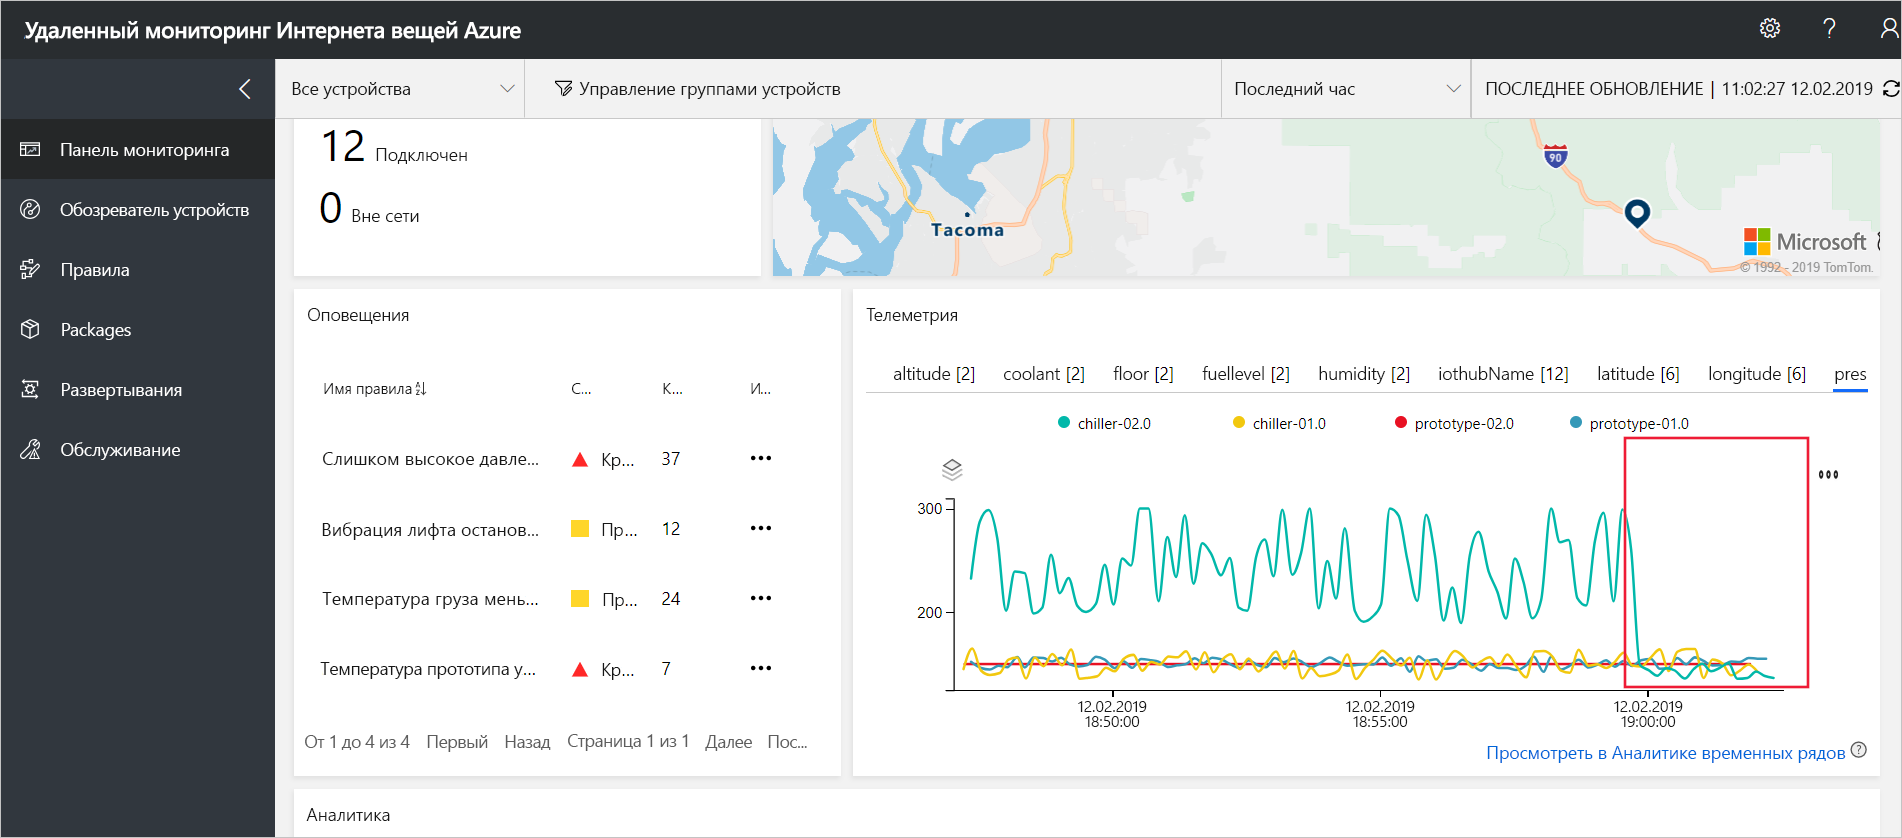 Удаленный мониторинг Интернета вещей Azure
Все устройства
Управление группами устройств
Последний час
ПОСЛЕДНЕЕ ОБНОВЛЕНИЕ | 11:02:27 12.02.2019
Панель мониторинга
Обозреватель устройств
Правила
Packages
Развертывания
Обслуживание
12 Подключен
0 Вне сети
90
Tacoma
Microsoft
© 1992 - 2019 TomTom.
Оповещения
Имя правила С... К... И...
Слишком высокое давле... Кр... 37
Вибрация лифта останов... Пр... 12
Температура груза мень... Пр... 24
Температура прототипа у... Кр... 7
От 1 до 4 из 4 Первый Назад Страница 1 из 1 Далее Пос...
Телеметрия
altitude [2] coolant [2] floor [2] fuellevel [2] humidity [2] iothubName [12] latitude [6] longitude [6] pres
chiller-02.0 chiller-01.0 prototype-02.0 prototype-01.0
300
200
12.02.2019 12.02.2019 12.02.2019
18:50:00 18:55:00 19:00:00
Просмотреть в Аналитике временных рядов
Аналитика